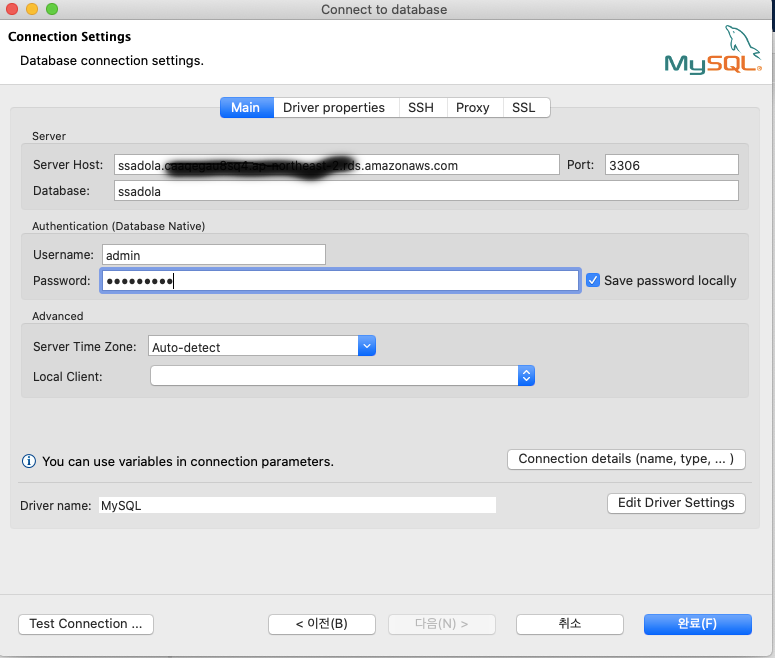 Connect to database
Connection Settings
Database connection settings.
MySQL
Main Driver properties SSH Proxy SSL
Server
Server Host: ssadola. rds.amazonaws.com Port: 3306
Database: ssadola
Authentication (Database Native)
Username: admin
Password: •••••••••
Save password locally
Advanced
Server Time Zone: Auto-detect
Local Client:
You can use variables in connection parameters.
Connection details (name, type, ... )
Driver name: MySQL
Edit Driver Settings
Test Connection ... < 이전(B) 다음(N) > 취소 완료(F)